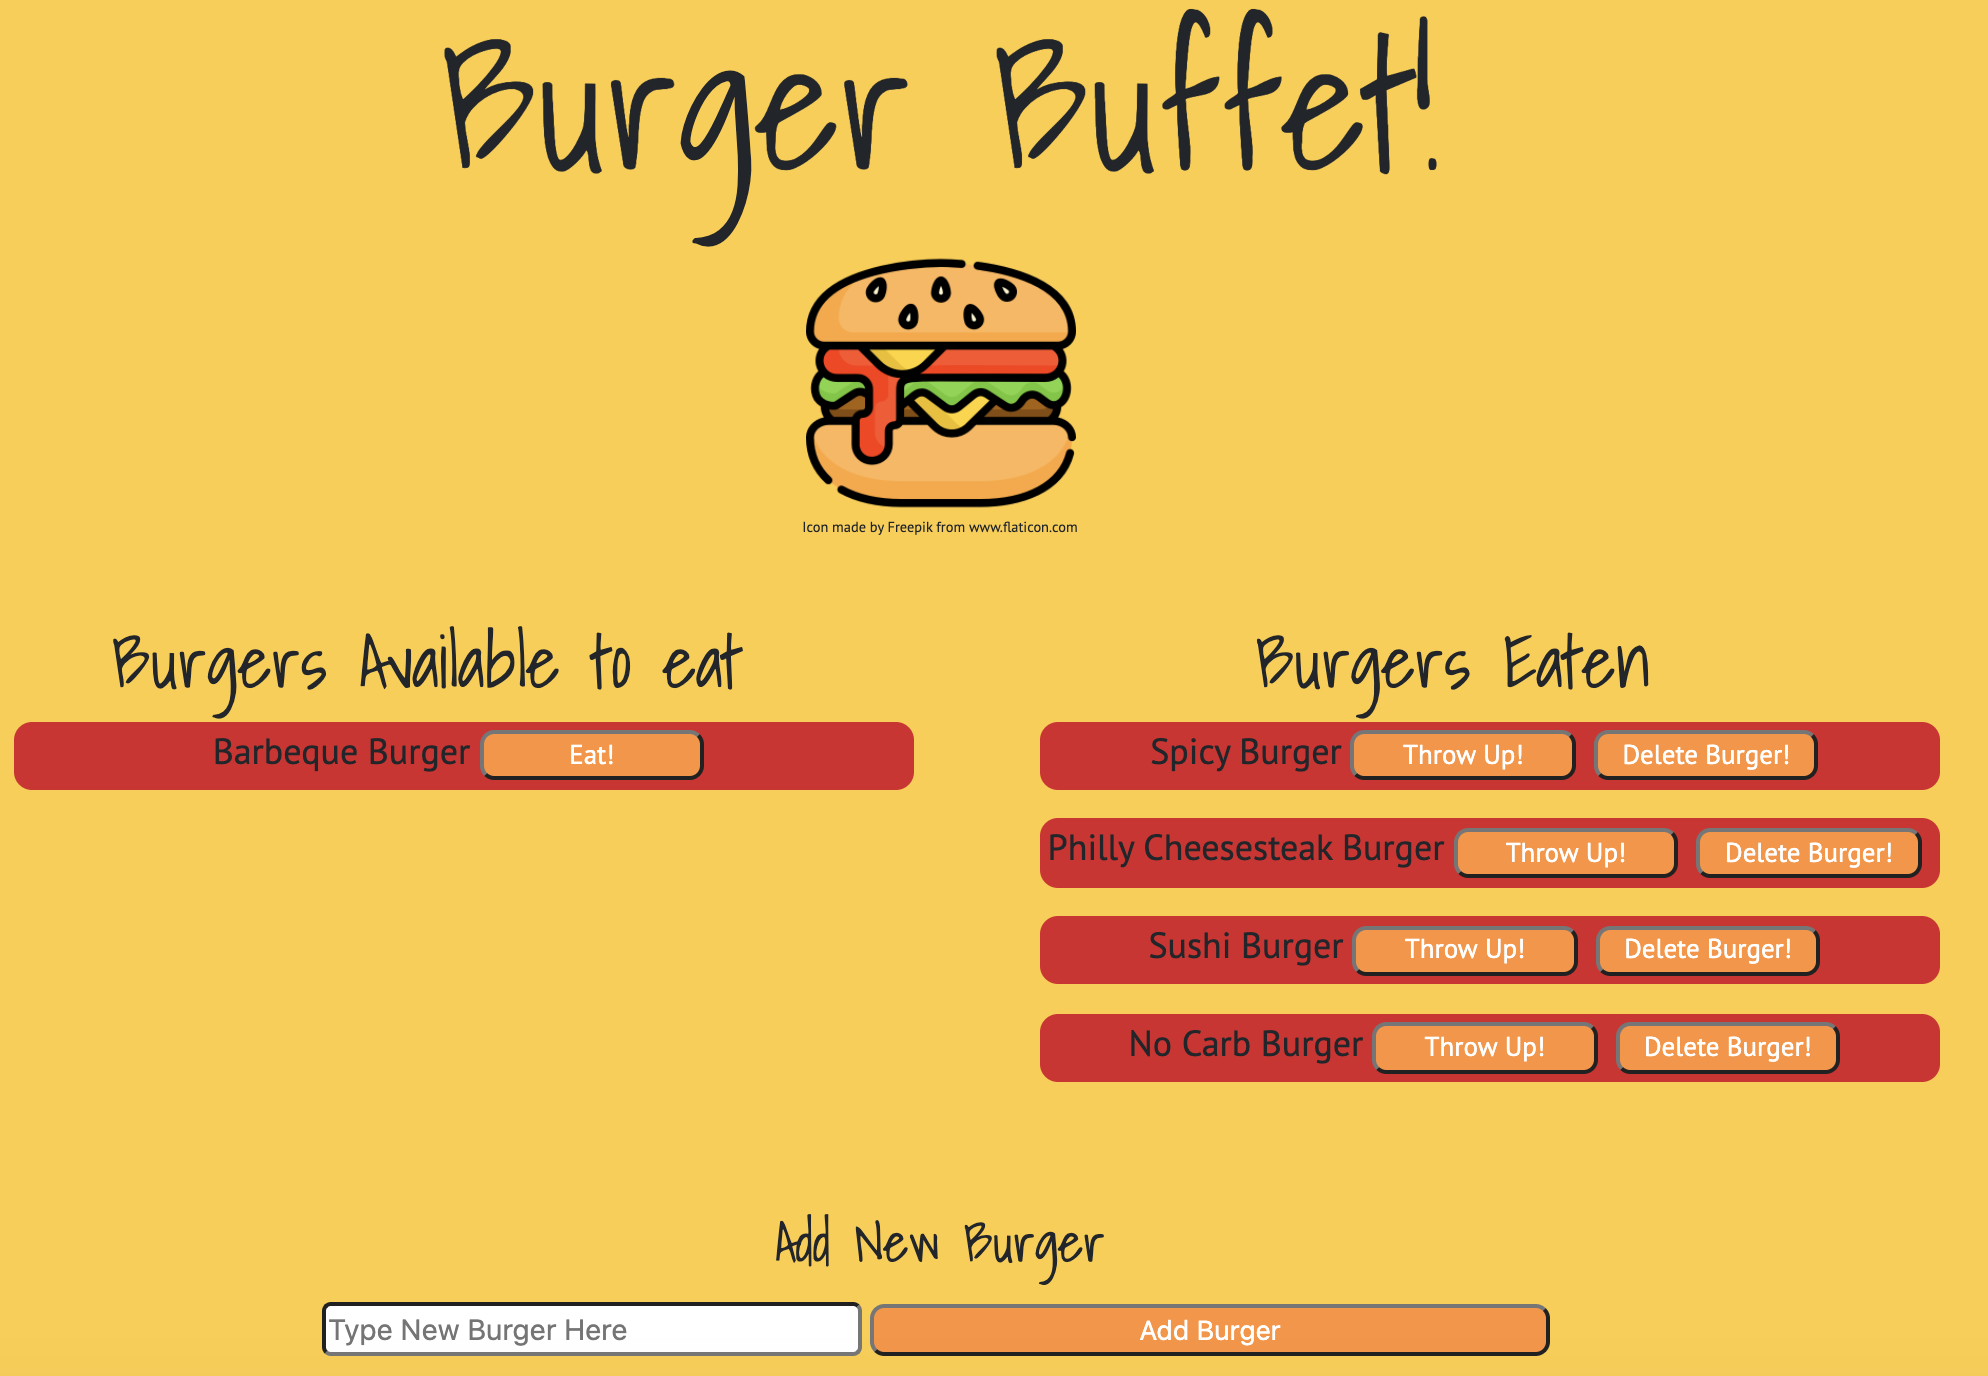 Burger Buffet!
Icon made by Freepik from www.flaticon.com
Burgers Available to eat
Barbeque Burger Eat!
Burgers Eaten
Spicy Burger Throw Up! Delete Burger!
Philly Cheesesteak Burger Throw Up! Delete Burger!
Sushi Burger Throw Up! Delete Burger!
No Carb Burger Throw Up! Delete Burger!
Add New Burger
Type New Burger Here Add Burger